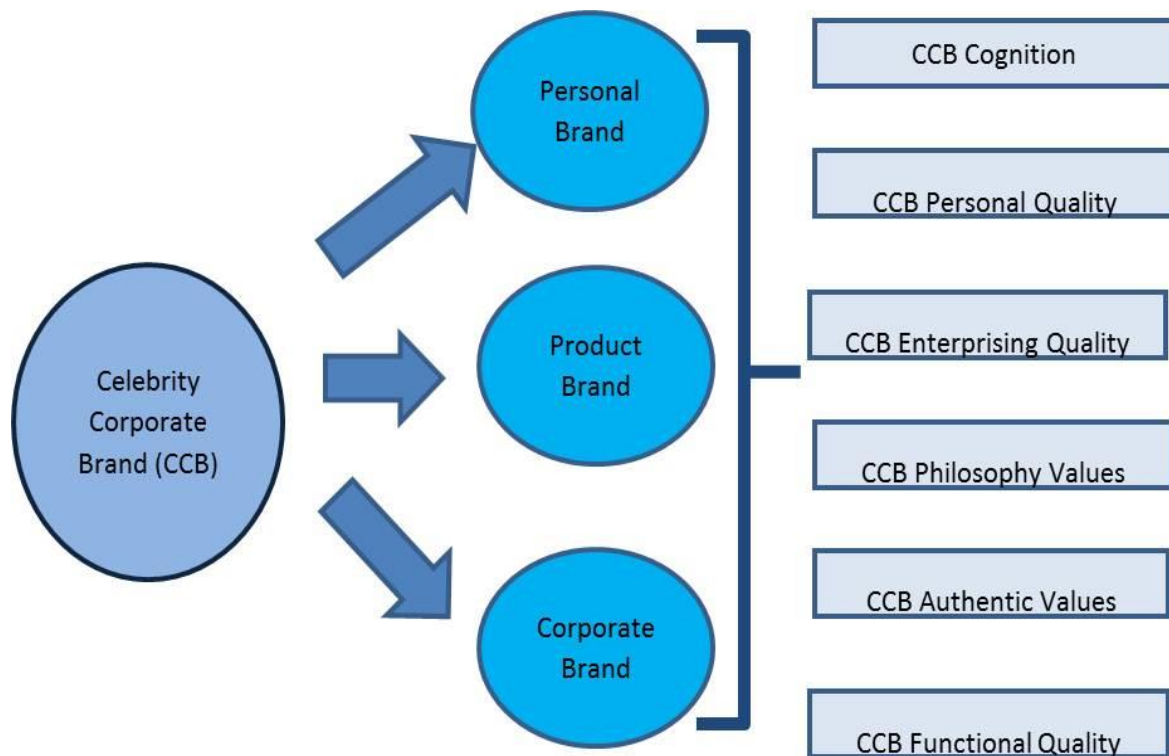 Celebrity
Corporate
Brand (CCB)
Personal
Brand
Product
Brand
Corporate
Brand
CCB Cognition
CCB Personal Quality
CCB Enterprising Quality
CCB Philosophy Values
CCB Authentic Values
CCB Functional Quality